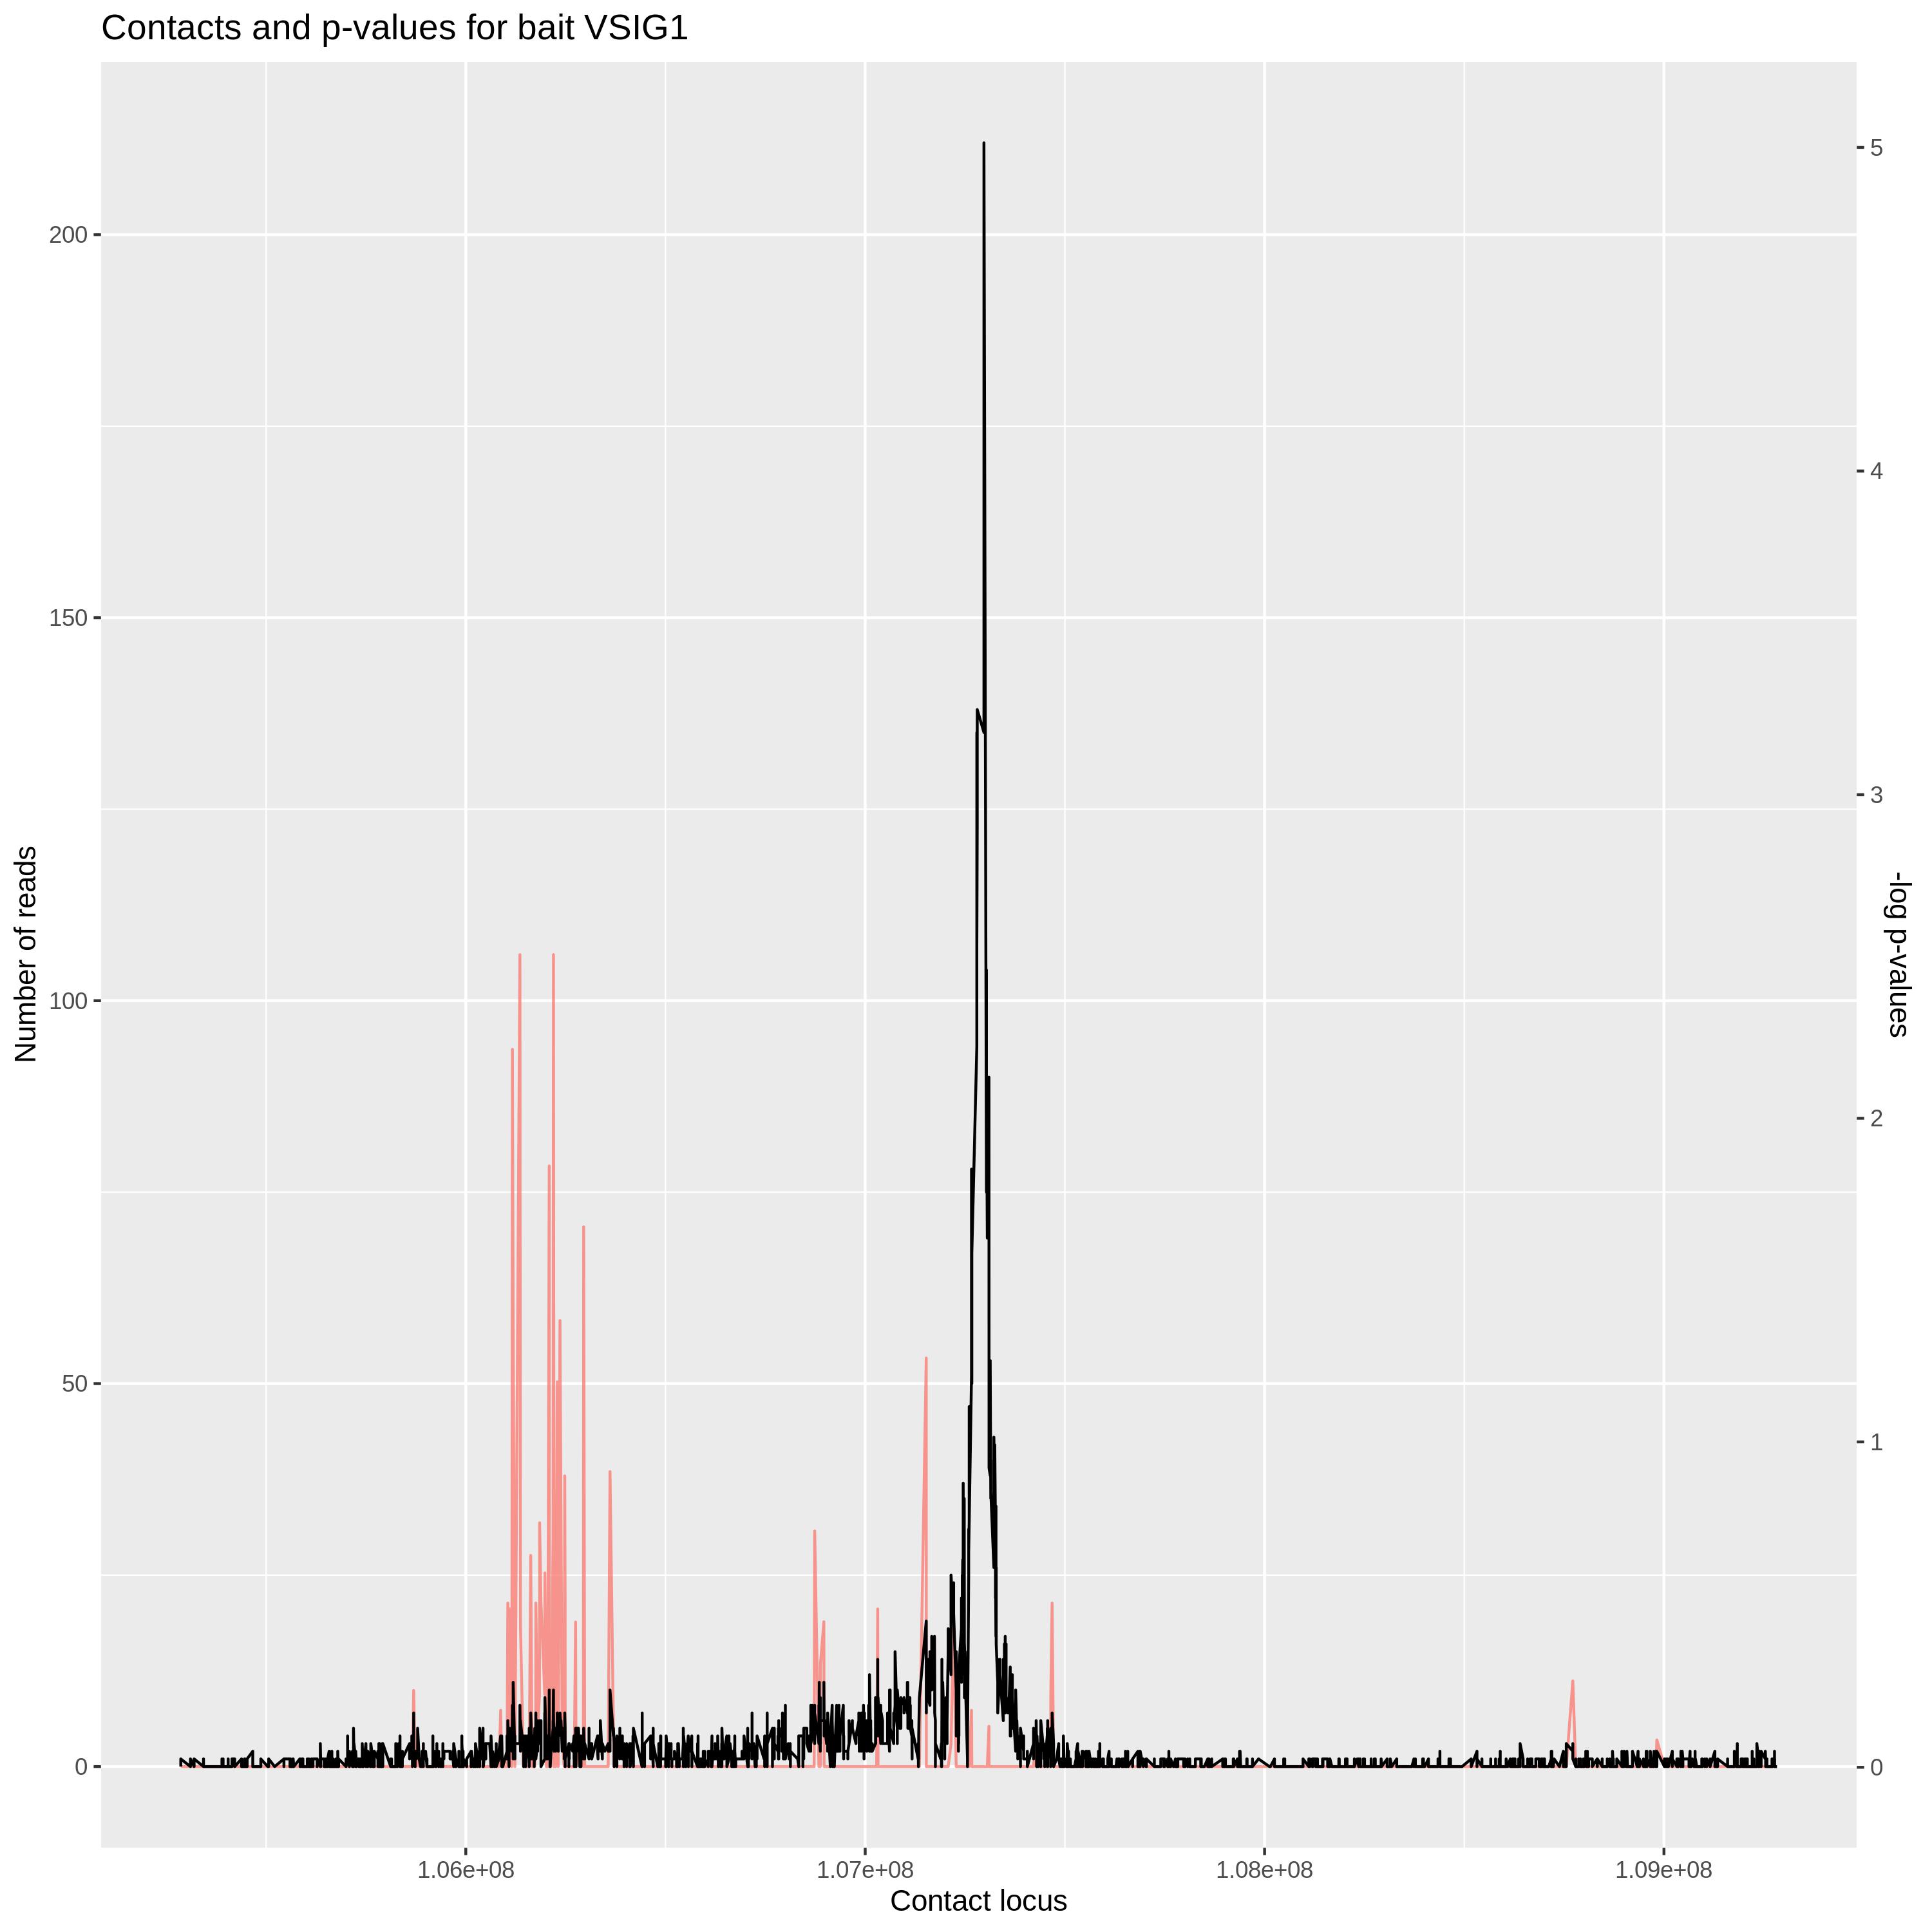 Contacts and p-values for bait VSIG1
200
150
100
50
0
Number of reads
5
4
3
2
1
0
-log p-values
1.06e+08
1.07e+08
1.08e+08
1.09e+08
Contact locus